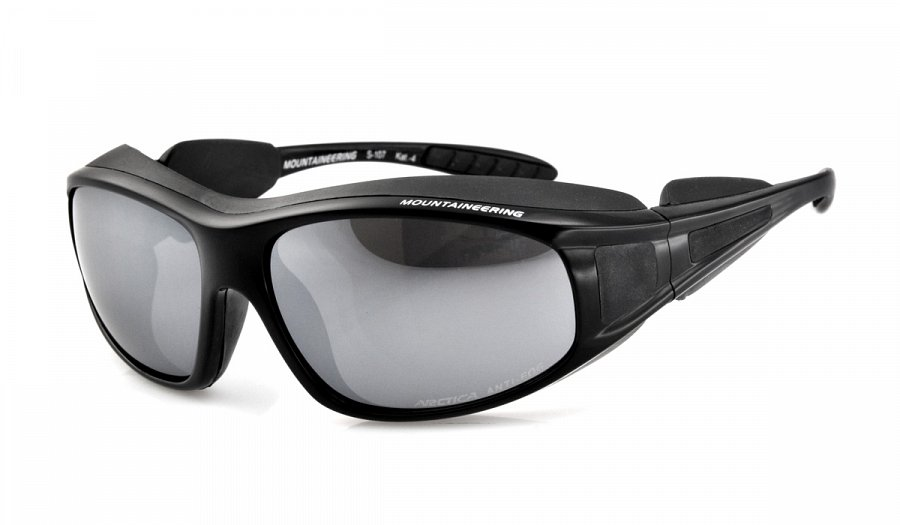 MOUNTAINEERING S-107 Kat.-4
MOUNTAINEERING
ARCTICA ANTI-FOG